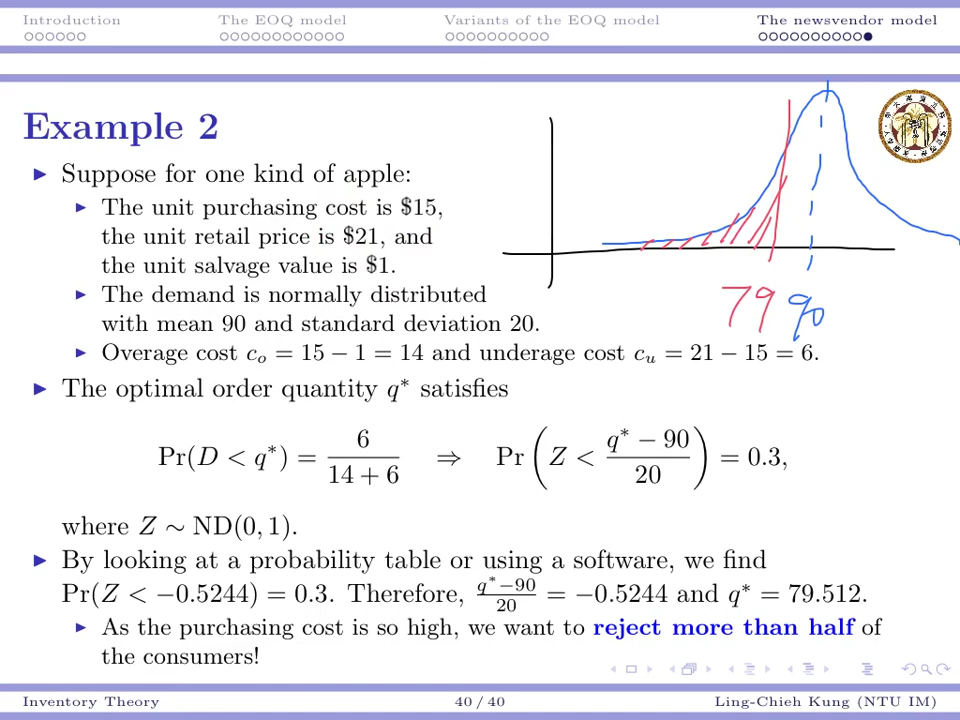 Introduction The EOQ model Variants of the EOQ model The newsvendor model
Example 2
Suppose for one kind of apple:
The unit purchasing cost is $15,
the unit retail price is $21, and
the unit salvage value is $1.
The demand is normally distributed
with mean 90 and standard deviation 20.
79 90
Overage cost c_o = 15 − 1 = 14 and underage cost c_u = 21 − 15 = 6.
The optimal order quantity q* satisfies
Pr(D < q*) = 6/(14 + 6) ⇒ Pr(Z < (q* − 90)/20) = 0.3,
where Z ∼ ND(0, 1).
By looking at a probability table or using a software, we find
Pr(Z < −0.5244) = 0.3. Therefore, (q*−90)/20 = −0.5244 and q* = 79.512.
As the purchasing cost is so high, we want to reject more than half of
the consumers!
Inventory Theory 40 / 40 Ling-Chieh Kung (NTU IM)